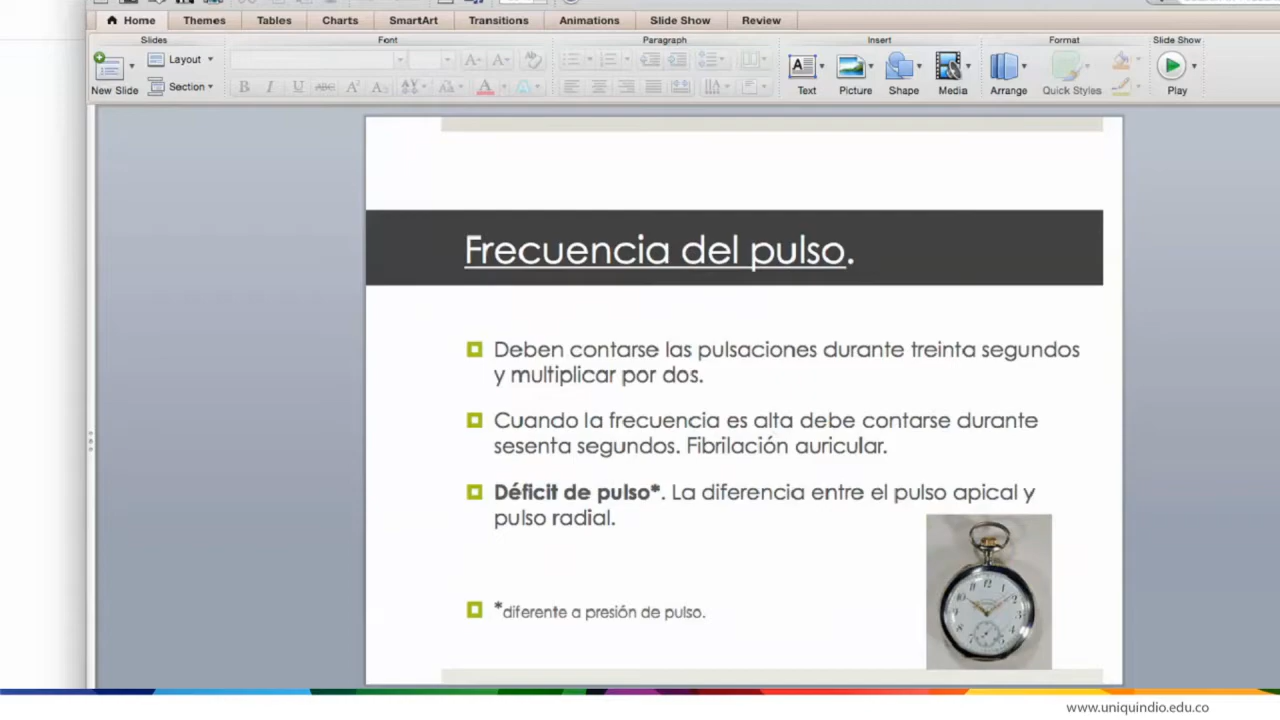 Home Themes Tables Charts SmartArt Transitions Animations Slide Show Review
Slides Font Paragraph Insert Format Slide Show
Layout
New Slide Section Text Picture Shape Media Arrange Quick Styles Play
Frecuencia del pulso.
Deben contarse las pulsaciones durante treinta segundos
y multiplicar por dos.
Cuando la frecuencia es alta debe contarse durante
sesenta segundos. Fibrilación auricular.
Déficit de pulso*. La diferencia entre el pulso apical y
pulso radial.
*diferente a presión de pulso.
www.uniquindio.edu.co